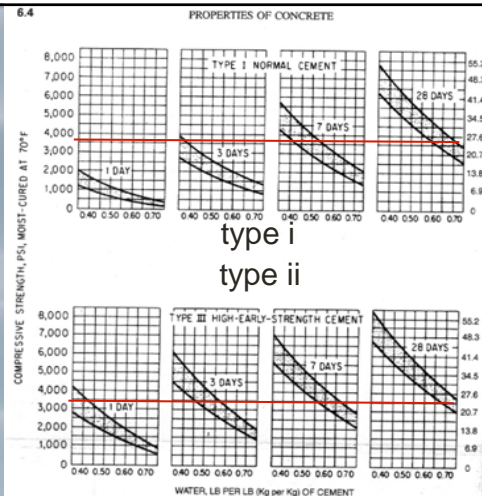 6.4
PROPERTIES OF CONCRETE
COMPRESSIVE STRENGTH, PSI, MOIST-CURED AT 70°F
TYPE I NORMAL CEMENT
8,000
7,000
6,000
5,000
4,000
3,000
2,000
1,000
0
1 DAY
3 DAYS
7 DAYS
28 DAYS
55.2
48.
41.4
34.5
27.6
20.7
13.8
6.9
0
0.40 0.50 0.60 0.70
0.40 0.50 0.60 0.70
0.40 0.50 0.60 0.70
0.40 0.50 0.60 0.70
type i
type ii
TYPE III HIGH-EARLY-STRENGTH CEMENT
8,000
7,000
6,000
5,000
4,000
3,000
2,000
1,000
0
1 DAY
3 DAYS
7 DAYS
28 DAYS
55.2
48.3
41.4
34.5
27.6
20.7
13.8
6.9
0
0.40 0.50 0.60 0.70
0.40 0.50 0.60 0.70
0.40 0.50 0.60 0.70
0.40 0.50 0.60 0.70
WATER, LB PER LB (Kg per Kg) OF CEMENT